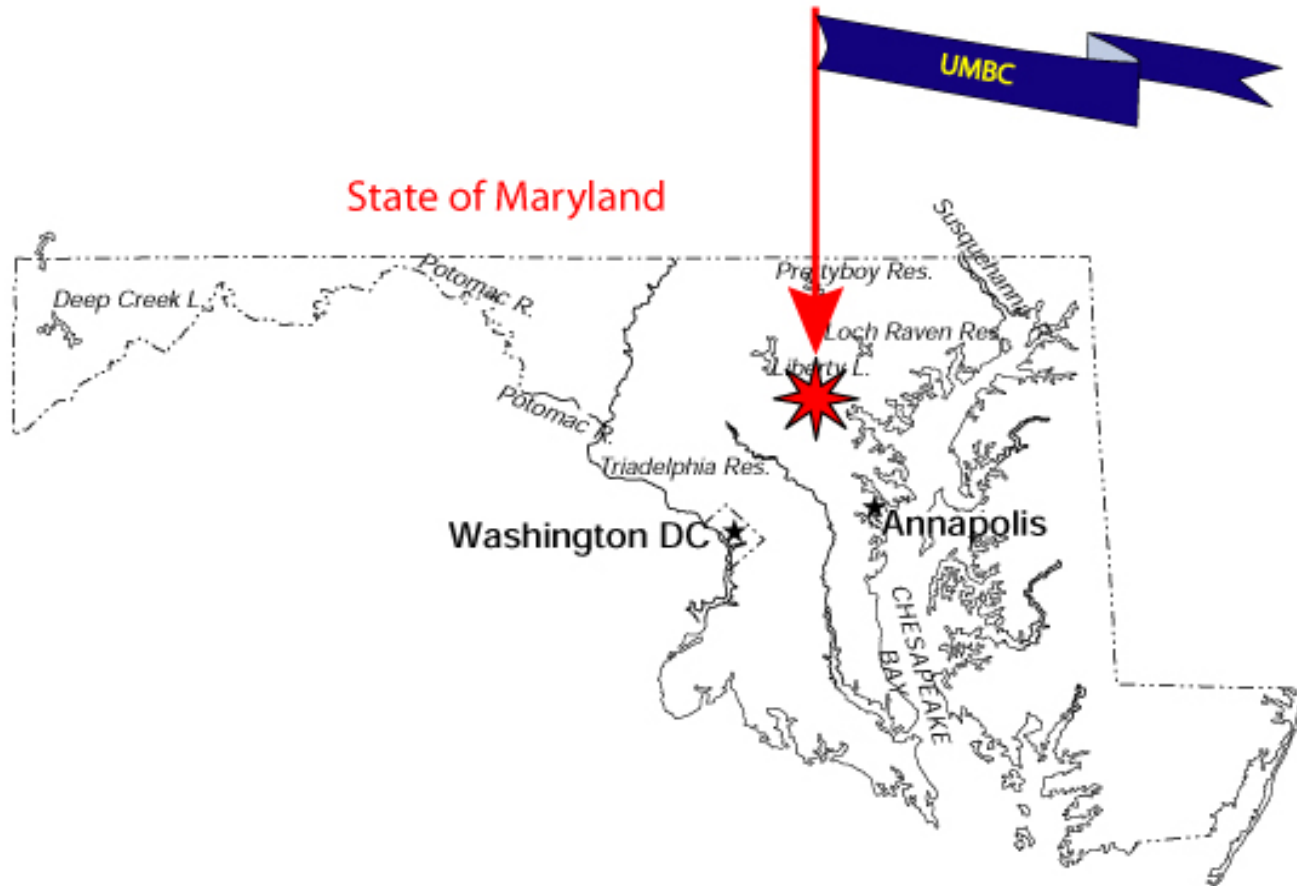 UMBC
State of Maryland
Susquehanna
Potomac R.
Prettyboy Res.
Deep Creek L.
Loch Raven Res.
Liberty L.
Potomac R.
Triadelphia Res.
Washington DC
Annapolis
CHESAPEAKE
BAY